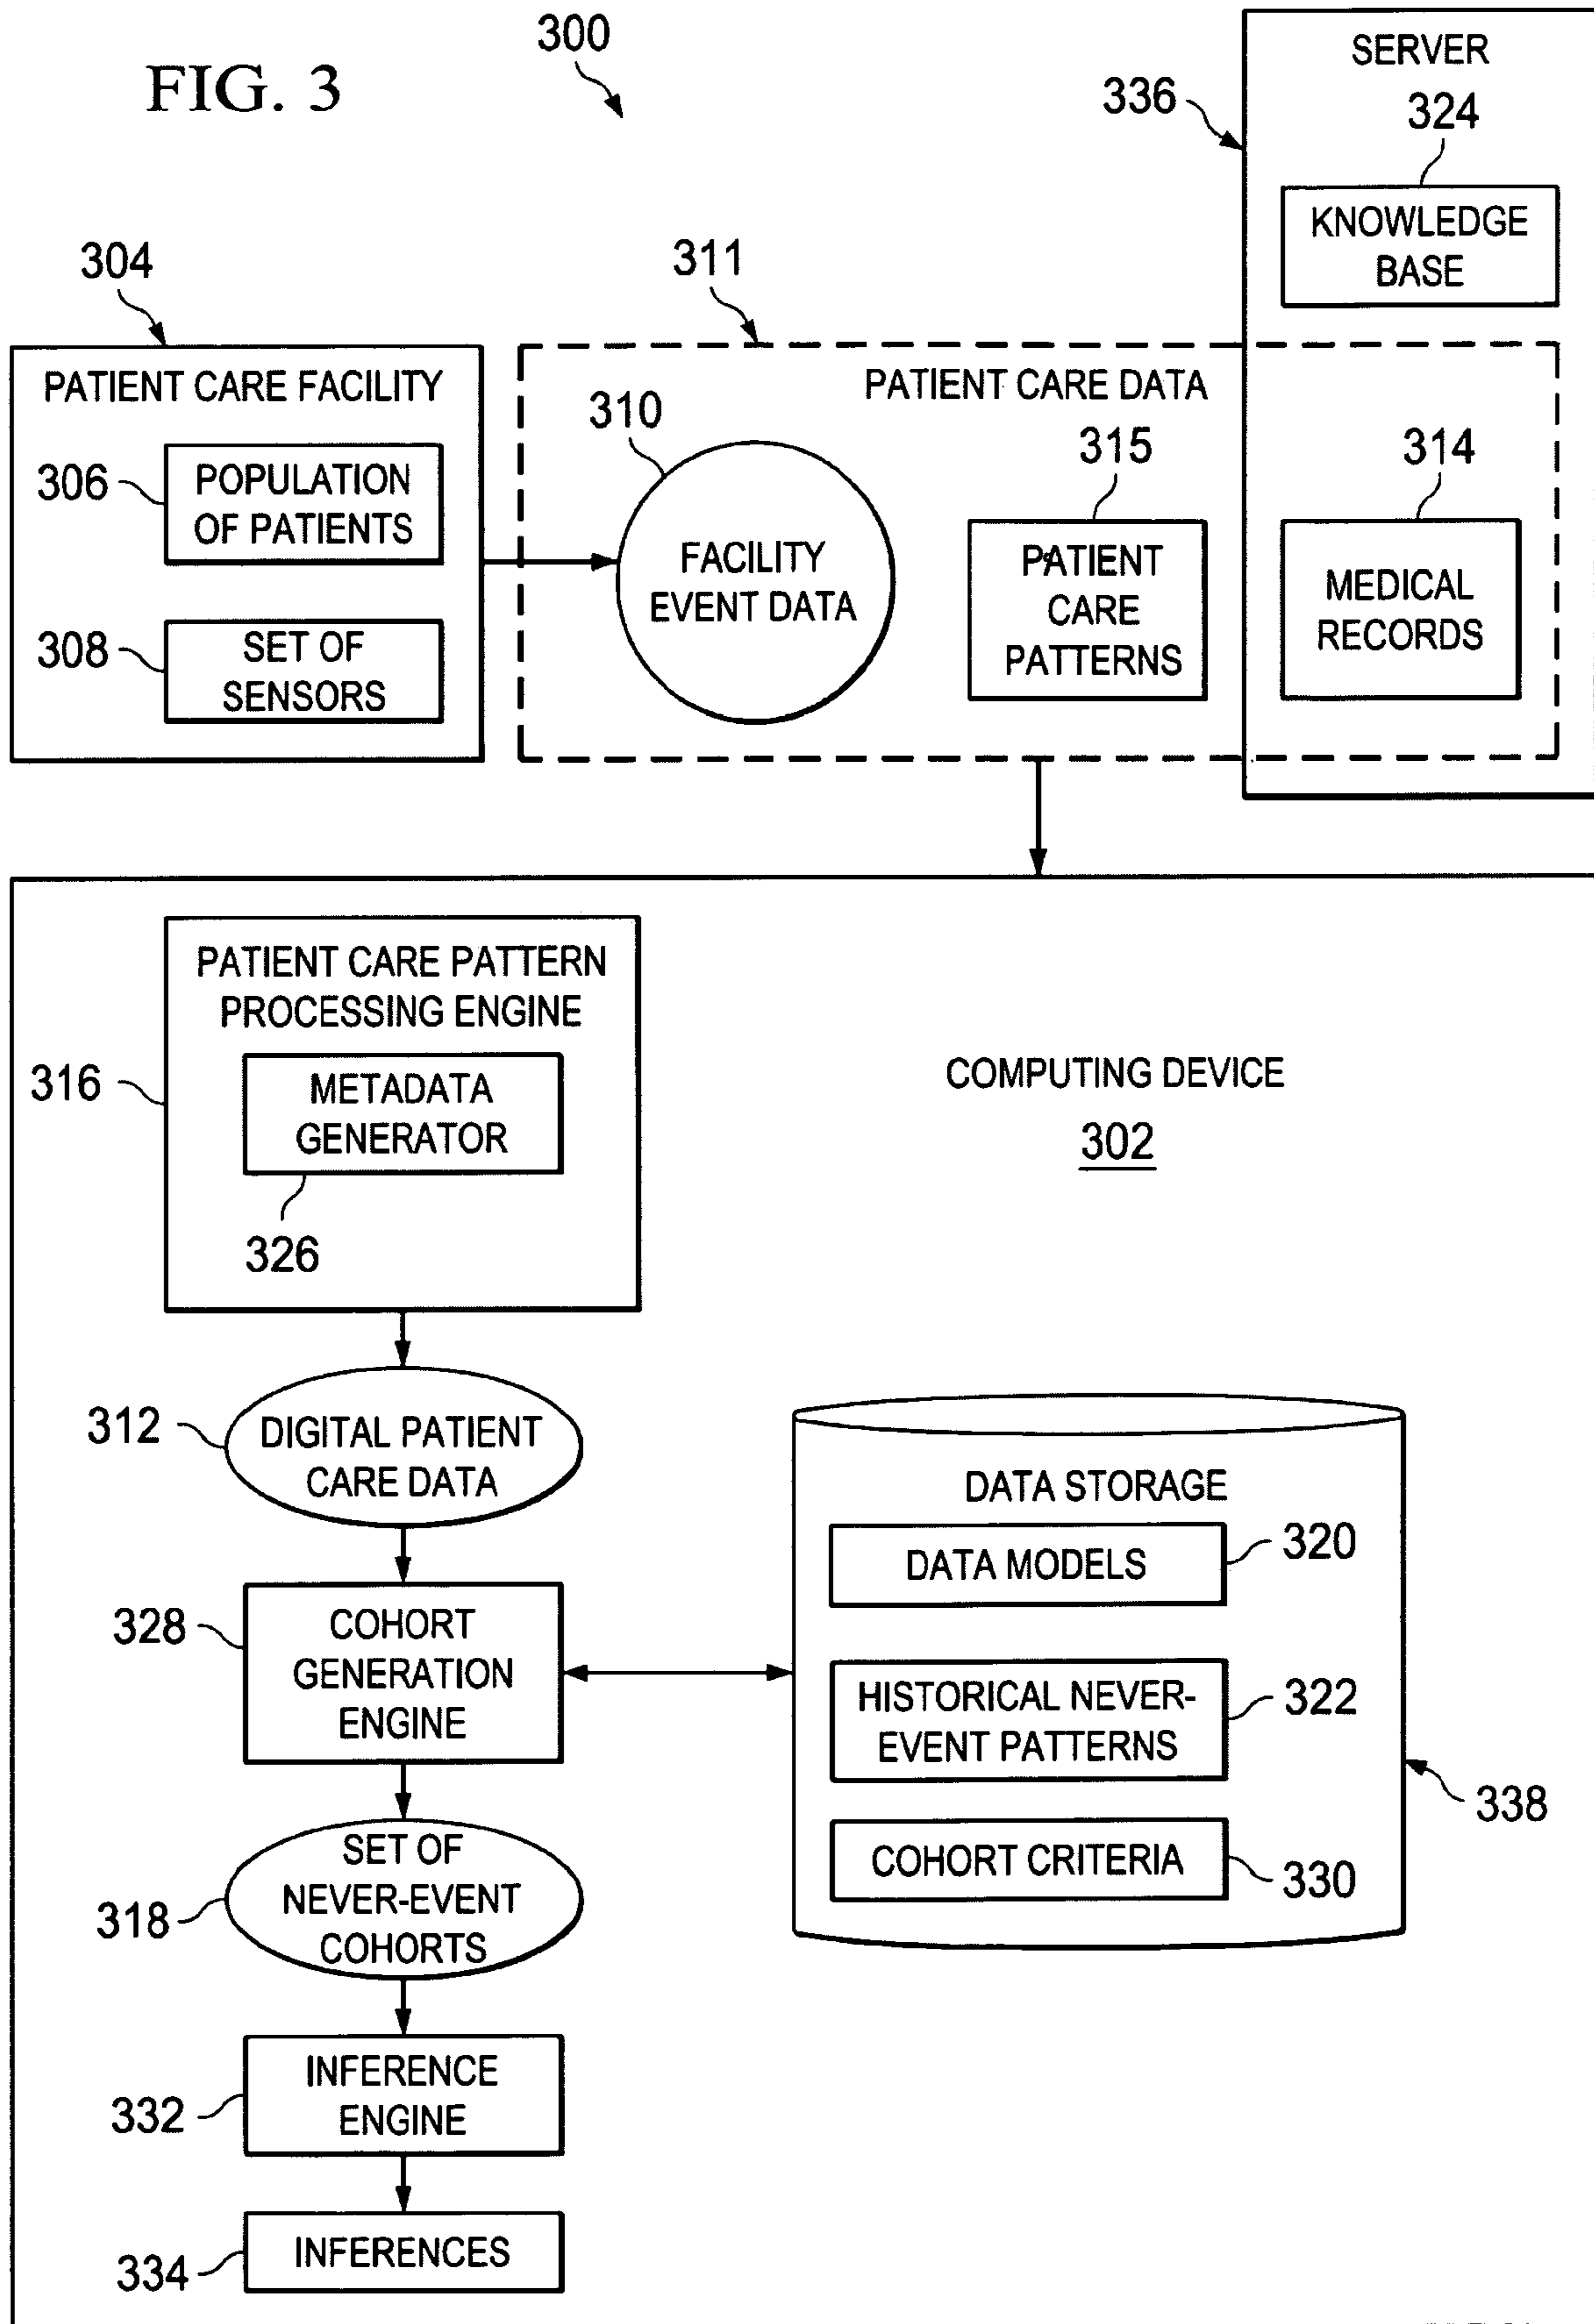 FIG. 3
300
SERVER
336
324
KNOWLEDGE
BASE
304
311
PATIENT CARE FACILITY
306
POPULATION
OF PATIENTS
308
SET OF
SENSORS
PATIENT CARE DATA
310
FACILITY
EVENT DATA
315
PATIENT
CARE
PATTERNS
314
MEDICAL
RECORDS
PATIENT CARE PATTERN
PROCESSING ENGINE
316
METADATA
GENERATOR
326
COMPUTING DEVICE
302
312
DIGITAL PATIENT
CARE DATA
328
COHORT
GENERATION
ENGINE
DATA STORAGE
DATA MODELS
320
HISTORICAL NEVER-
EVENT PATTERNS
322
COHORT CRITERIA
330
338
318
SET OF
NEVER-EVENT
COHORTS
332
INFERENCE
ENGINE
334
INFERENCES